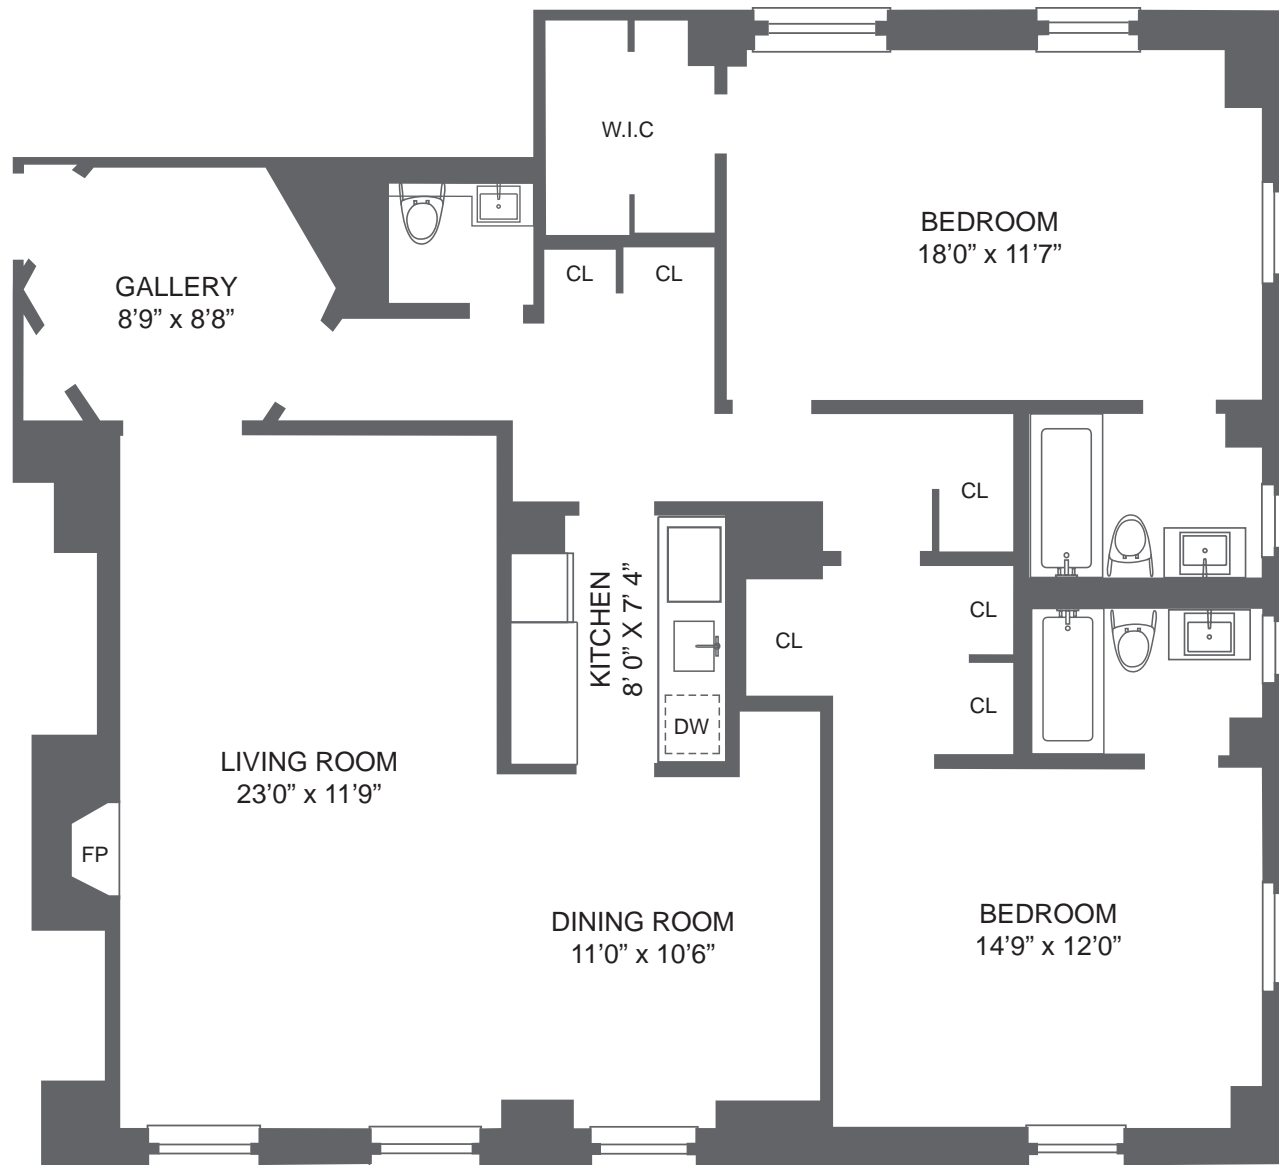 W.I.C
BEDROOM
18’0” x 11’7”
CL
CL
GALLERY
8’9” x 8’8”
CL
KITCHEN
8’ 0” X 7’ 4”
CL
CL
CL
DW
LIVING ROOM
23’0” x 11’9”
FP
DINING ROOM
11’0” x 10’6”
BEDROOM
14’9” x 12’0”